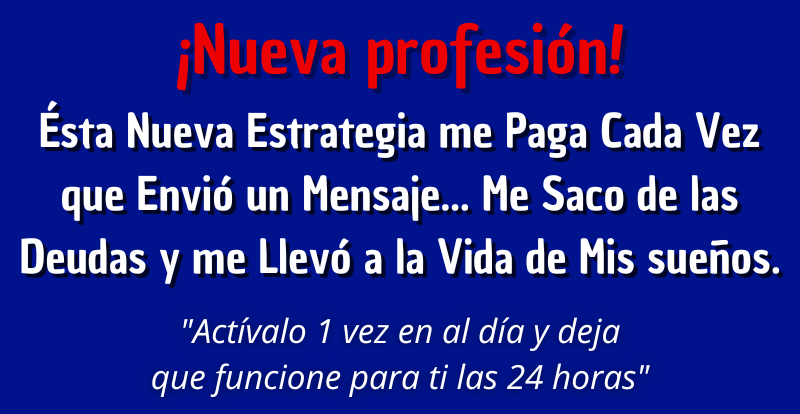 ¡Nueva profesión!
Ésta Nueva Estrategia me Paga Cada Vez
que Envió un Mensaje... Me Saco de las
Deudas y me Llevó a la Vida de Mis sueños.
"Actívalo 1 vez en al día y deja
que funcione para ti las 24 horas"